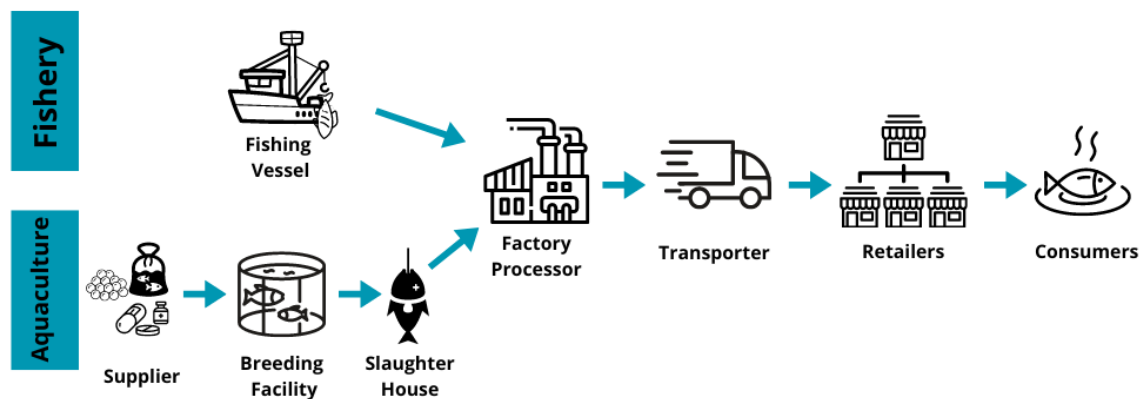 Fishery
Fishing
Vessel
Aquaculture
Supplier
Breeding
Facility
Slaughter
House
Factory
Processor
Transporter
Retailers
Consumers